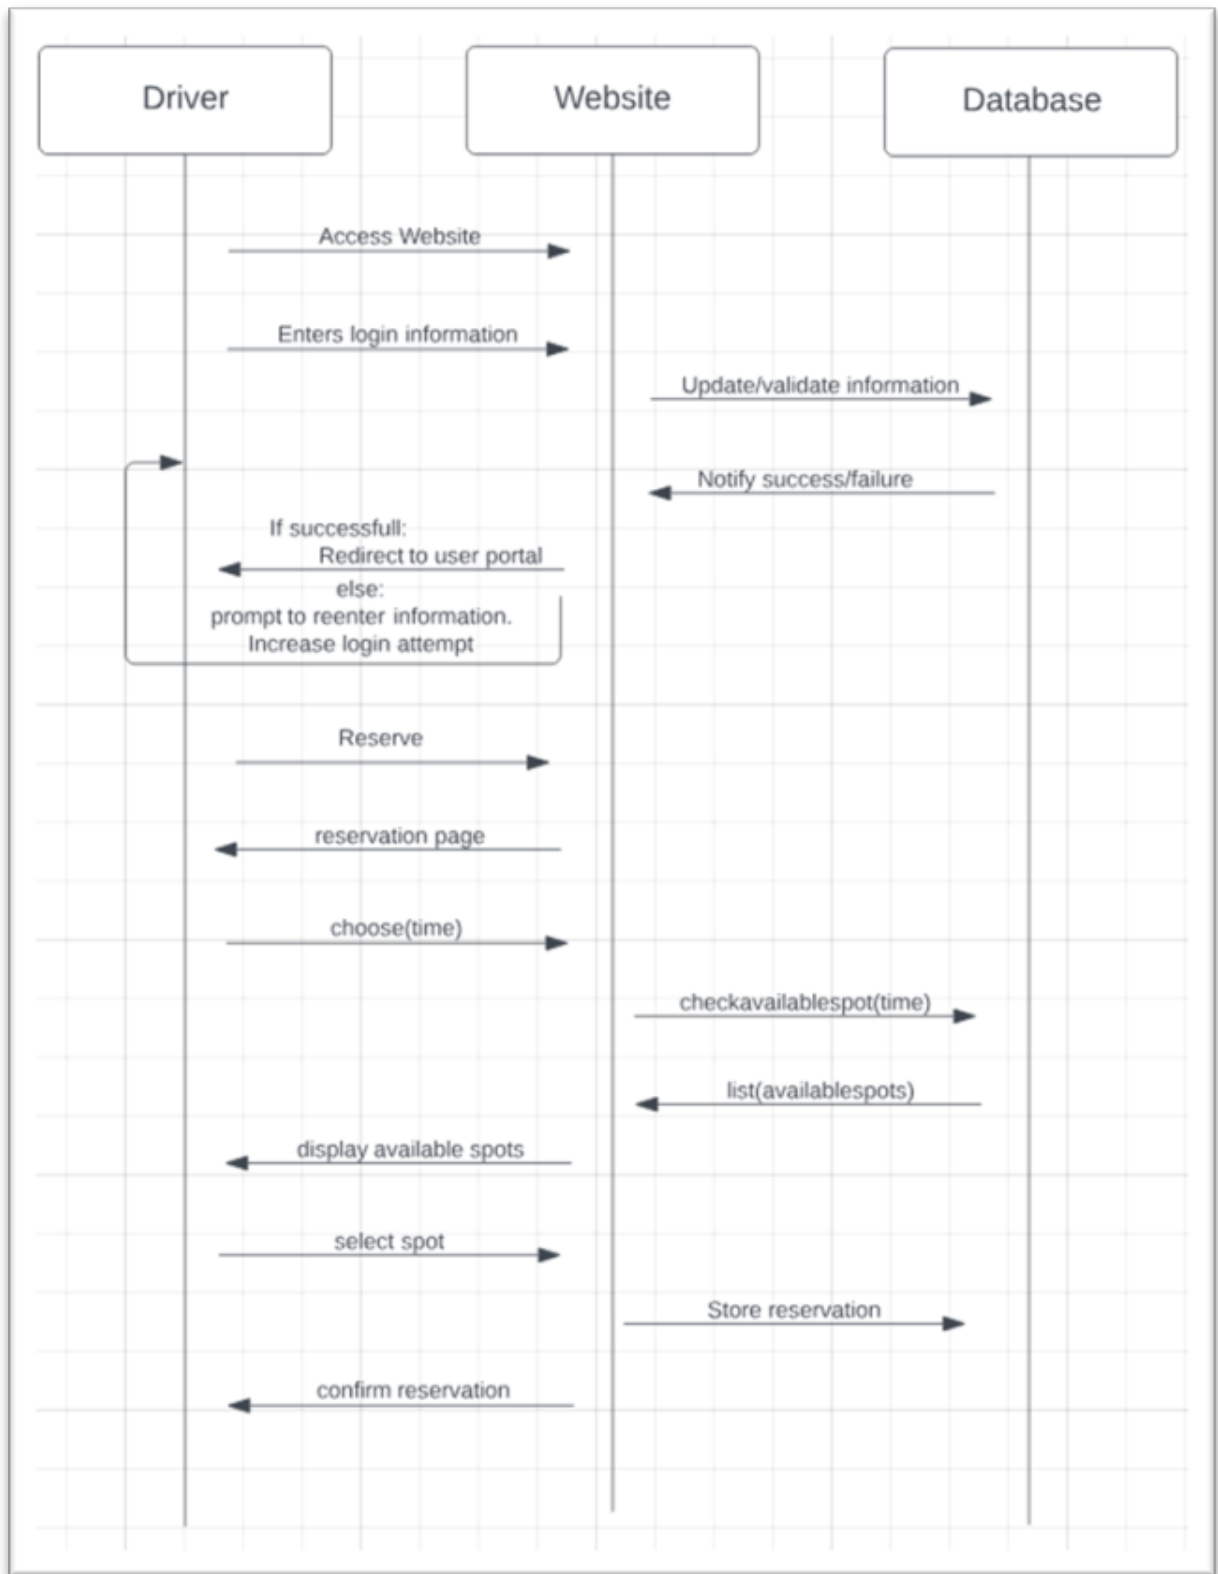 Driver
Website
Database
Access Website
Enters login information
Update/validate information
Notify success/failure
If successfull:
Redirect to user portal
else:
prompt to reenter information.
Increase login attempt
Reserve
reservation page
choose(time)
checkavailablespot(time)
list(availablespots)
display available spots
select spot
Store reservation
confirm reservation